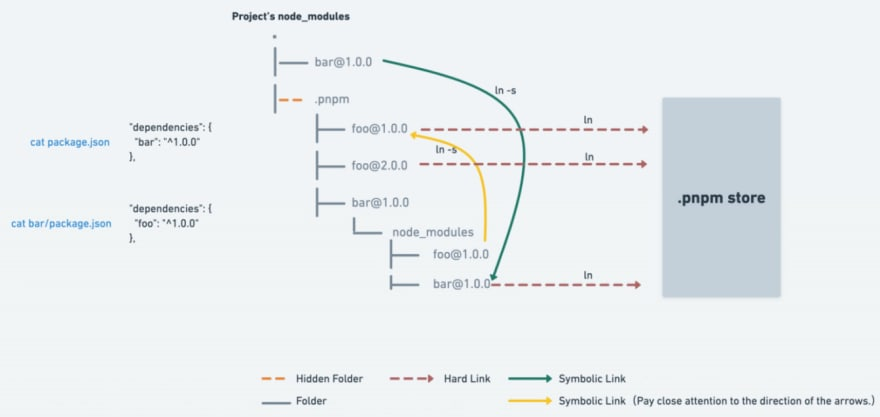 Project's node_modules
.
bar@1.0.0
ln -s
.pnpm
"dependencies": {
"bar": "^1.0.0"
},
cat package.json
foo@1.0.0
ln
ln -s
foo@2.0.0
ln
.pnpm store
"dependencies": {
"foo": "^1.0.0"
},
cat bar/package.json
bar@1.0.0
node_modules
foo@1.0.0
bar@1.0.0
ln
Hidden Folder
Hard Link
Symbolic Link
Folder
Symbolic Link (Pay close attention to the direction of the arrows.)